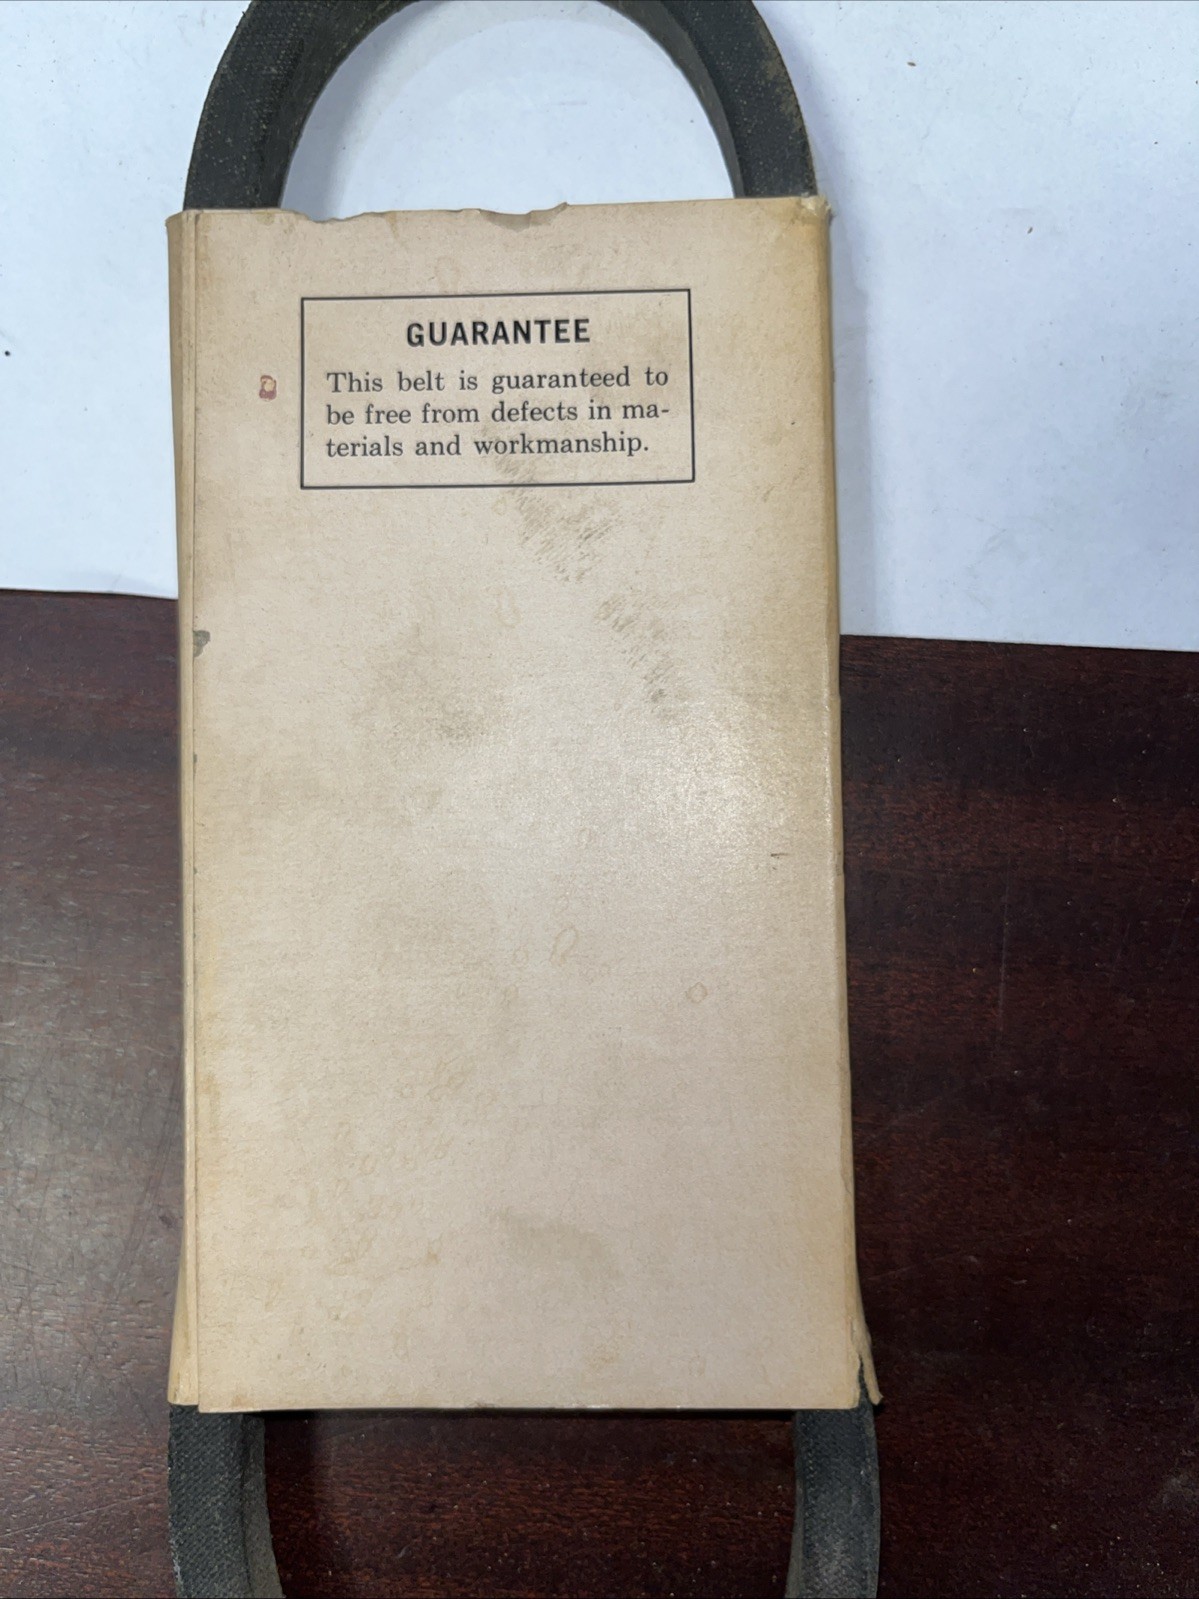 GUARANTEE
This belt is guaranteed to
be free from defects in ma-
terials and workmanship.